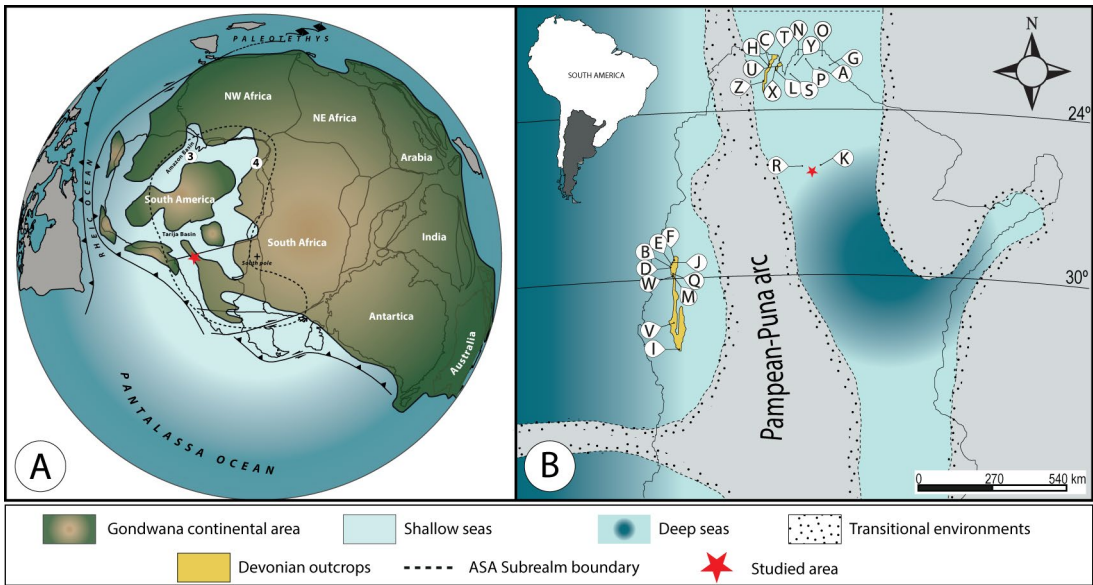 PALEOTETHYS
NW Africa
NE Africa
Arabia
Amazon Basin
3
4
South America
RHEIC OCEAN
Tarija Basin
South Africa
India
South pole
Antartica
Australia
PANTALASSA OCEAN
A
SOUTH AMERICA
N
H
C
T
N
Y
O
G
U
Z
X
L
S
P
A
24°
R
K
B
E
F
J
D
W
Q
M
30°
V
I
Pampean-Puna arc
B
0
270
540 km
Gondwana continental area
Shallow seas
Deep seas
Transitional environments
Devonian outcrops
ASA Subrealm boundary
Studied area